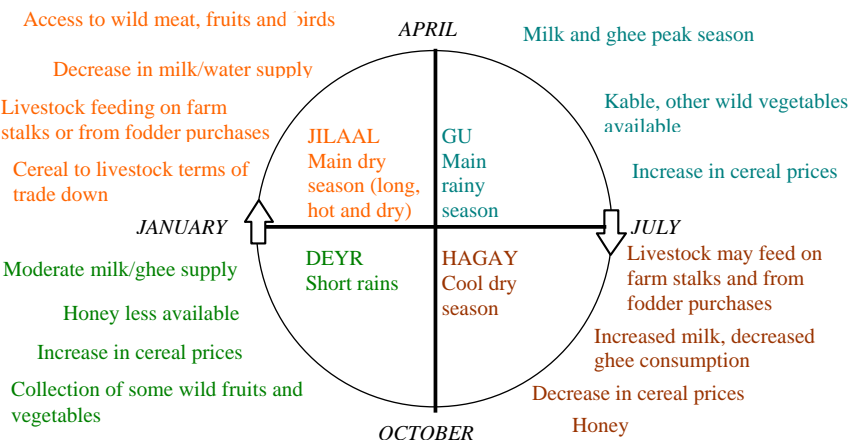 Access to wild meat, fruits and birds
Decrease in milk/water supply
Livestock feeding on farm
stalks or from fodder purchases
Cereal to livestock terms of
trade down
APRIL
Milk and ghee peak season
Kable, other wild vegetables
available
Increase in cereal prices
JILAAL
Main dry
season (long,
hot and dry)
GU
Main
rainy
season
JANUARY
JULY
DEYR
Short rains
HAGAY
Cool dry
season
Moderate milk/ghee supply
Honey less available
Increase in cereal prices
Collection of some wild fruits and
vegetables
Livestock may feed on
farm stalks and from
fodder purchases
Increased milk, decreased
ghee consumption
Decrease in cereal prices
Honey
OCTOBER